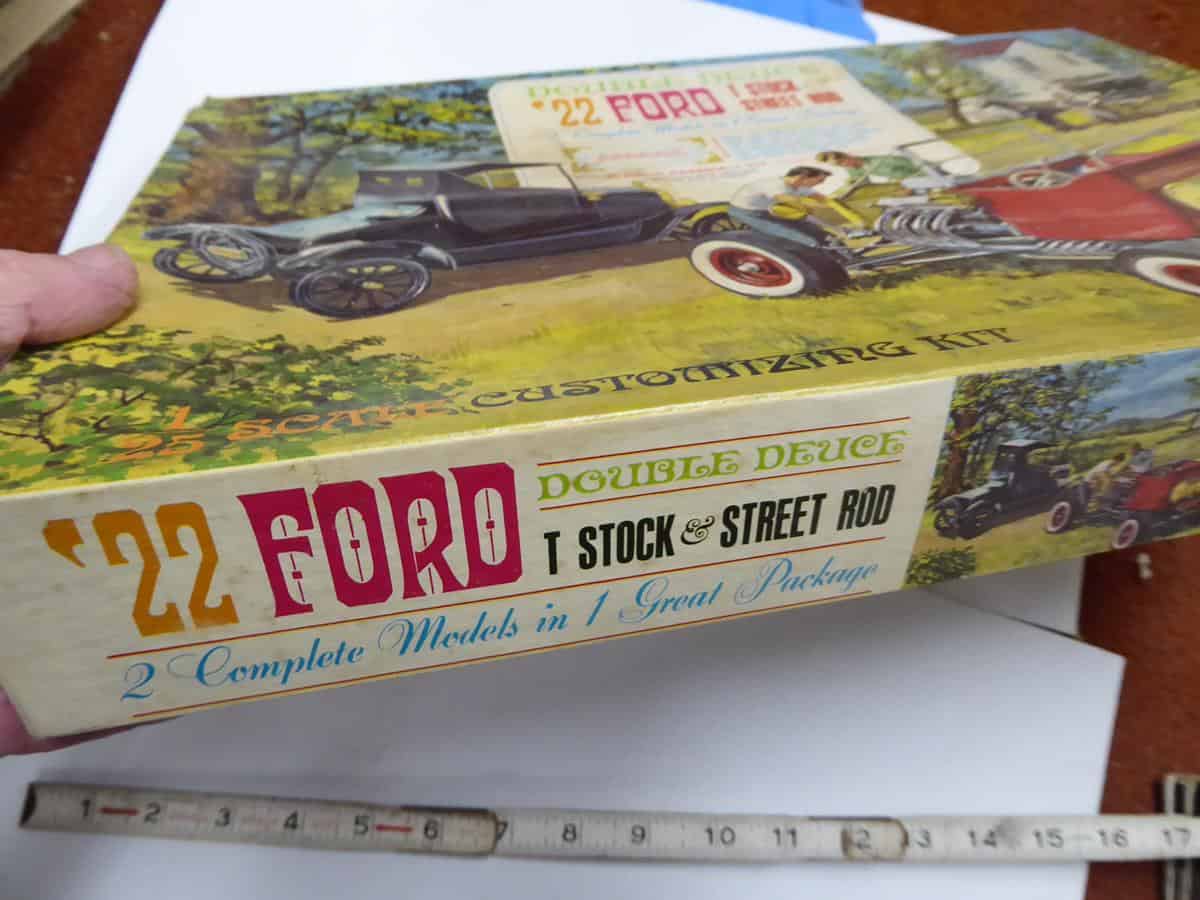 DOUBLE DEUCE
'22 FORD T STOCK
STREET ROD
1/25 SCALE CUSTOMIZING KIT
'22 FORD
DOUBLE DEUCE
T STOCK & STREET ROD
2 Complete Models in 1 Great Package
1 2 3 4 5 6 7 8 9 10 11 12 13 14 15 16 17